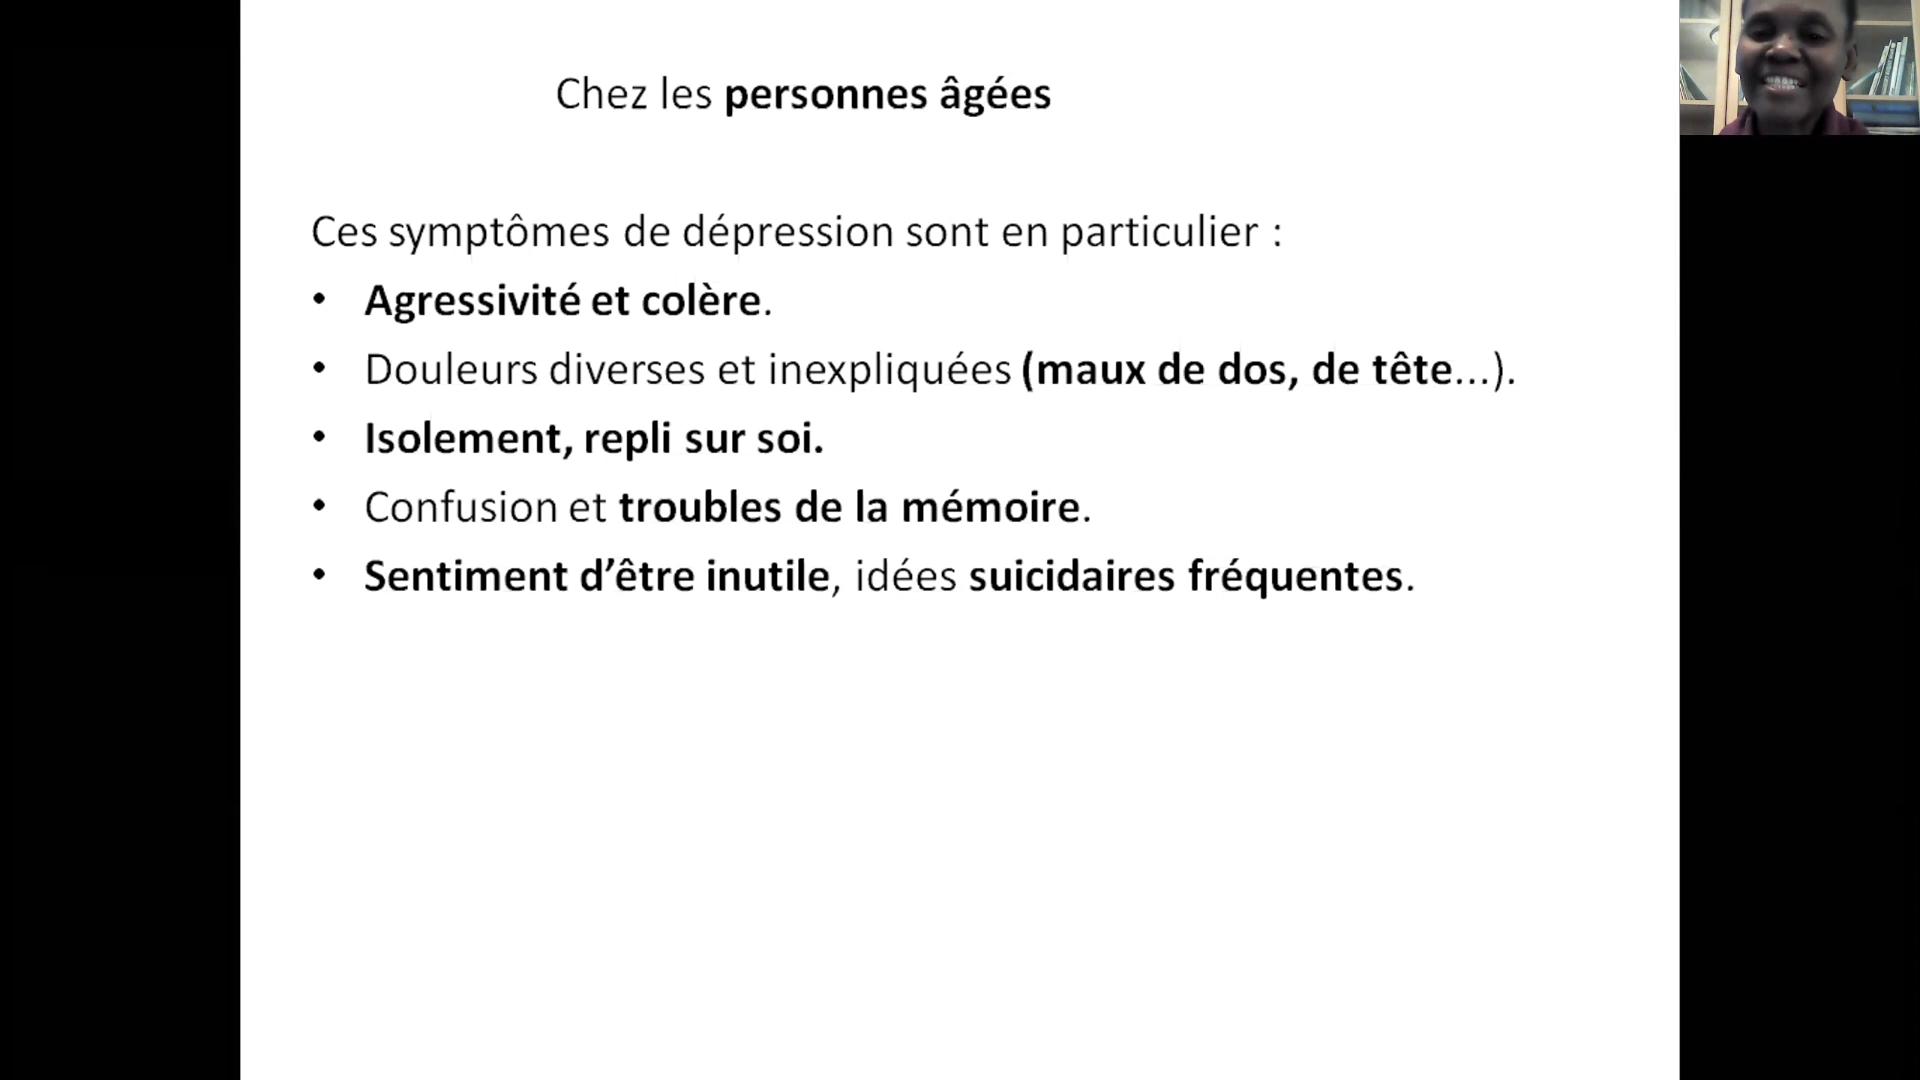 Chez les personnes âgées
Ces symptômes de dépression sont en particulier :
• Agressivité et colère.
• Douleurs diverses et inexpliquées (maux de dos, de tête...).
• Isolement, repli sur soi.
• Confusion et troubles de la mémoire.
• Sentiment d’être inutile, idées suicidaires fréquentes.